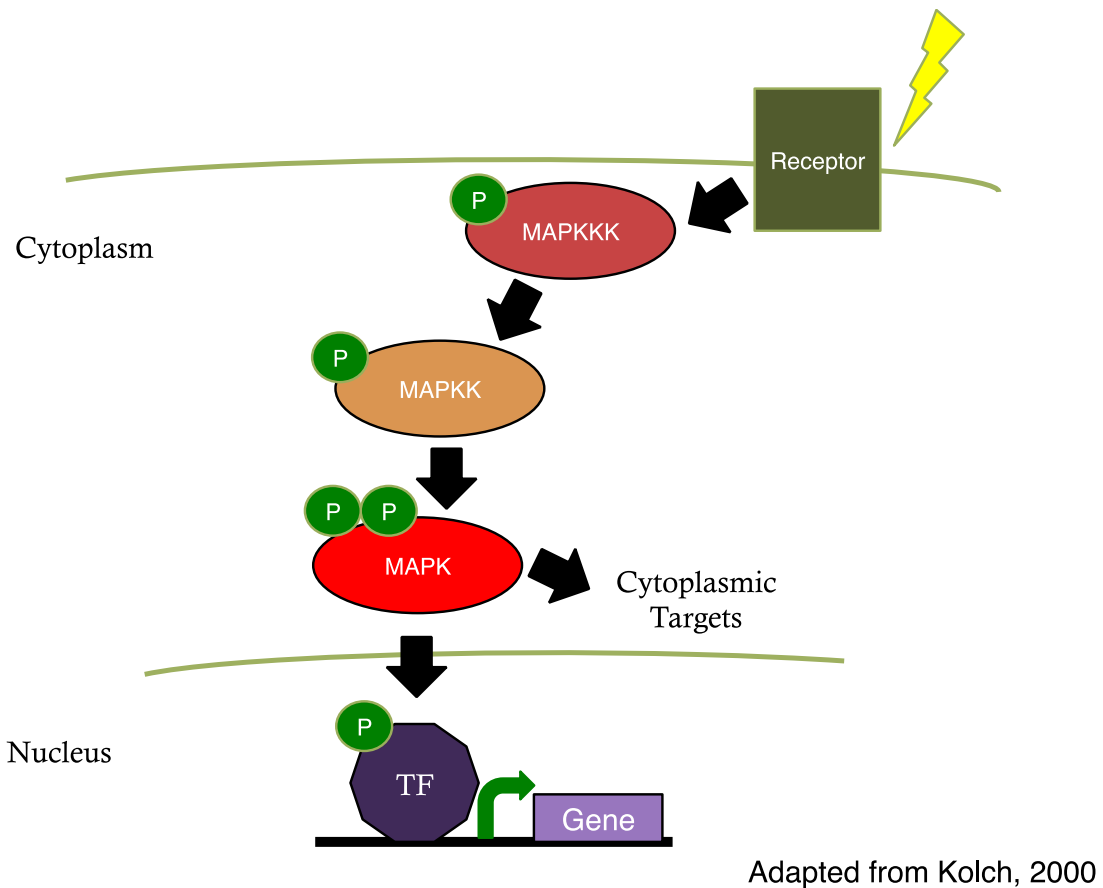 Receptor
P
MAPKKK
Cytoplasm
P
MAPKK
P P
MAPK
Cytoplasmic
Targets
P
Nucleus
TF
Gene
Adapted from Kolch, 2000